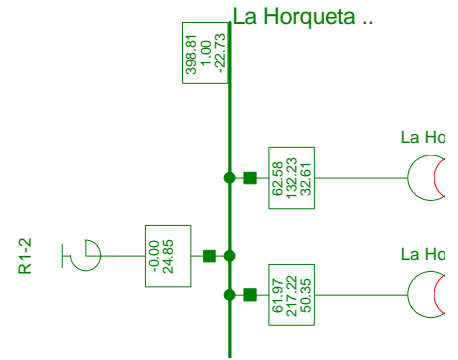 La Horqueta ..
398.81
1.00
-22.73
La Ho
62.58
132.23
32.61
R1-2
-0.00
24.85
La Ho
61.97
217.22
50.35